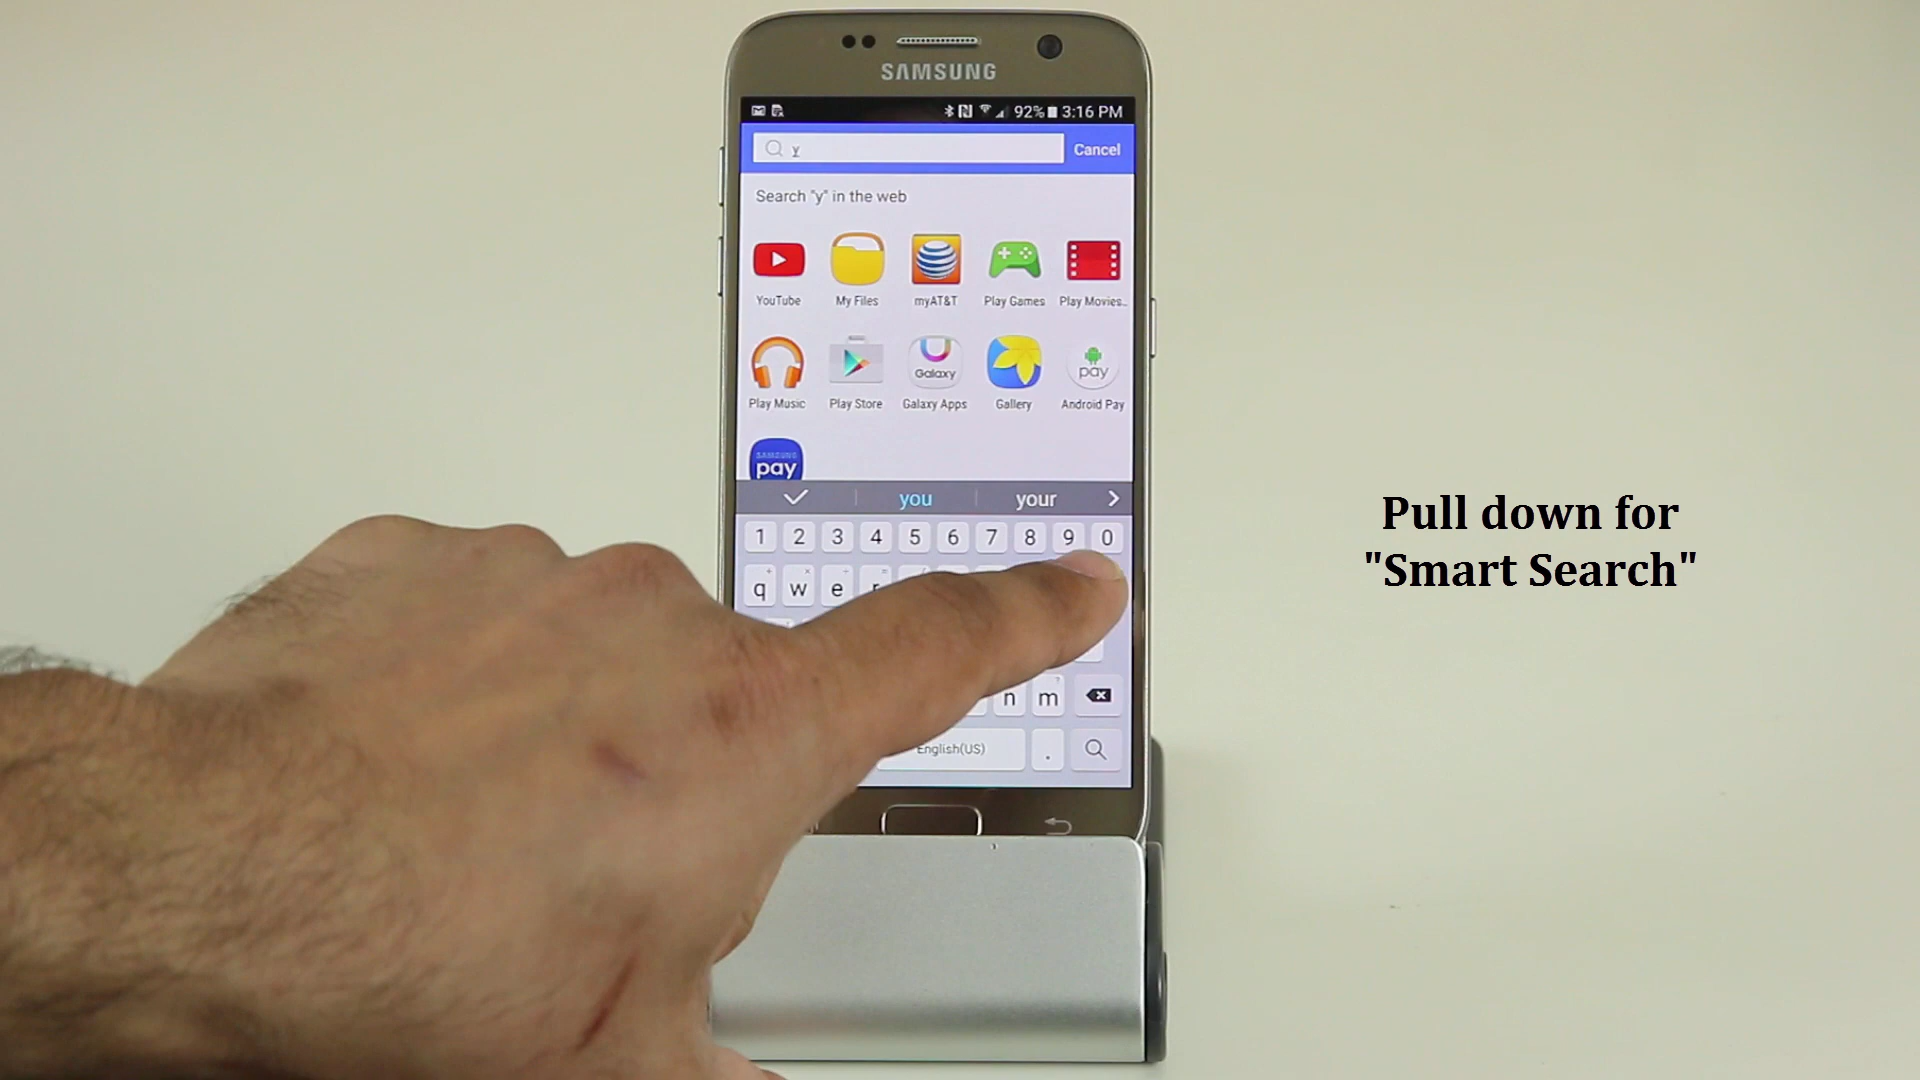 SAMSUNG
92% 3:16 PM
y
Cancel
Search "y" in the web
YouTube
My Files
myAT&T
Play Games
Play Movies..
Galaxy
pay
Play Music
Play Store
Galaxy Apps
Gallery
Android Pay
SAMSUNG
pay
you
your
1 2 3 4 5 6 7 8 9 0
q w e r
n m
English(US)
.
Pull down for
"Smart Search"